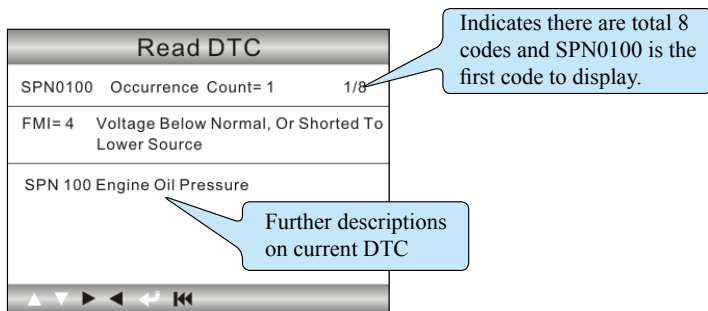 Read DTC
SPN0100 Occurrence Count= 1 1/8
FMI= 4 Voltage Below Normal, Or Shorted To
Lower Source
SPN 100 Engine Oil Pressure
Indicates there are total 8
codes and SPN0100 is the
first code to display.
Further descriptions
on current DTC